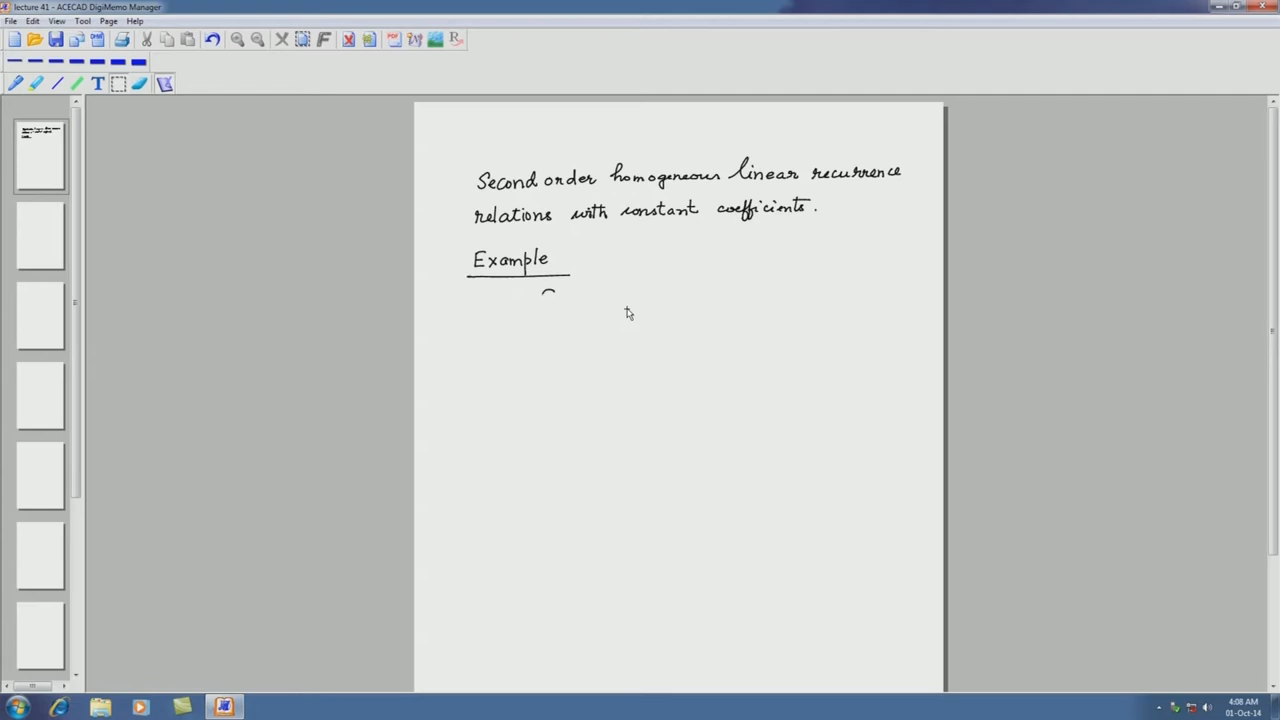 lecture 41 - ACECAD DigiMemo Manager
File Edit View Tool Page Help
Second order homogeneous linear recurrence
relations with constant coefficients.
Example
4:08 AM
01-Oct-14